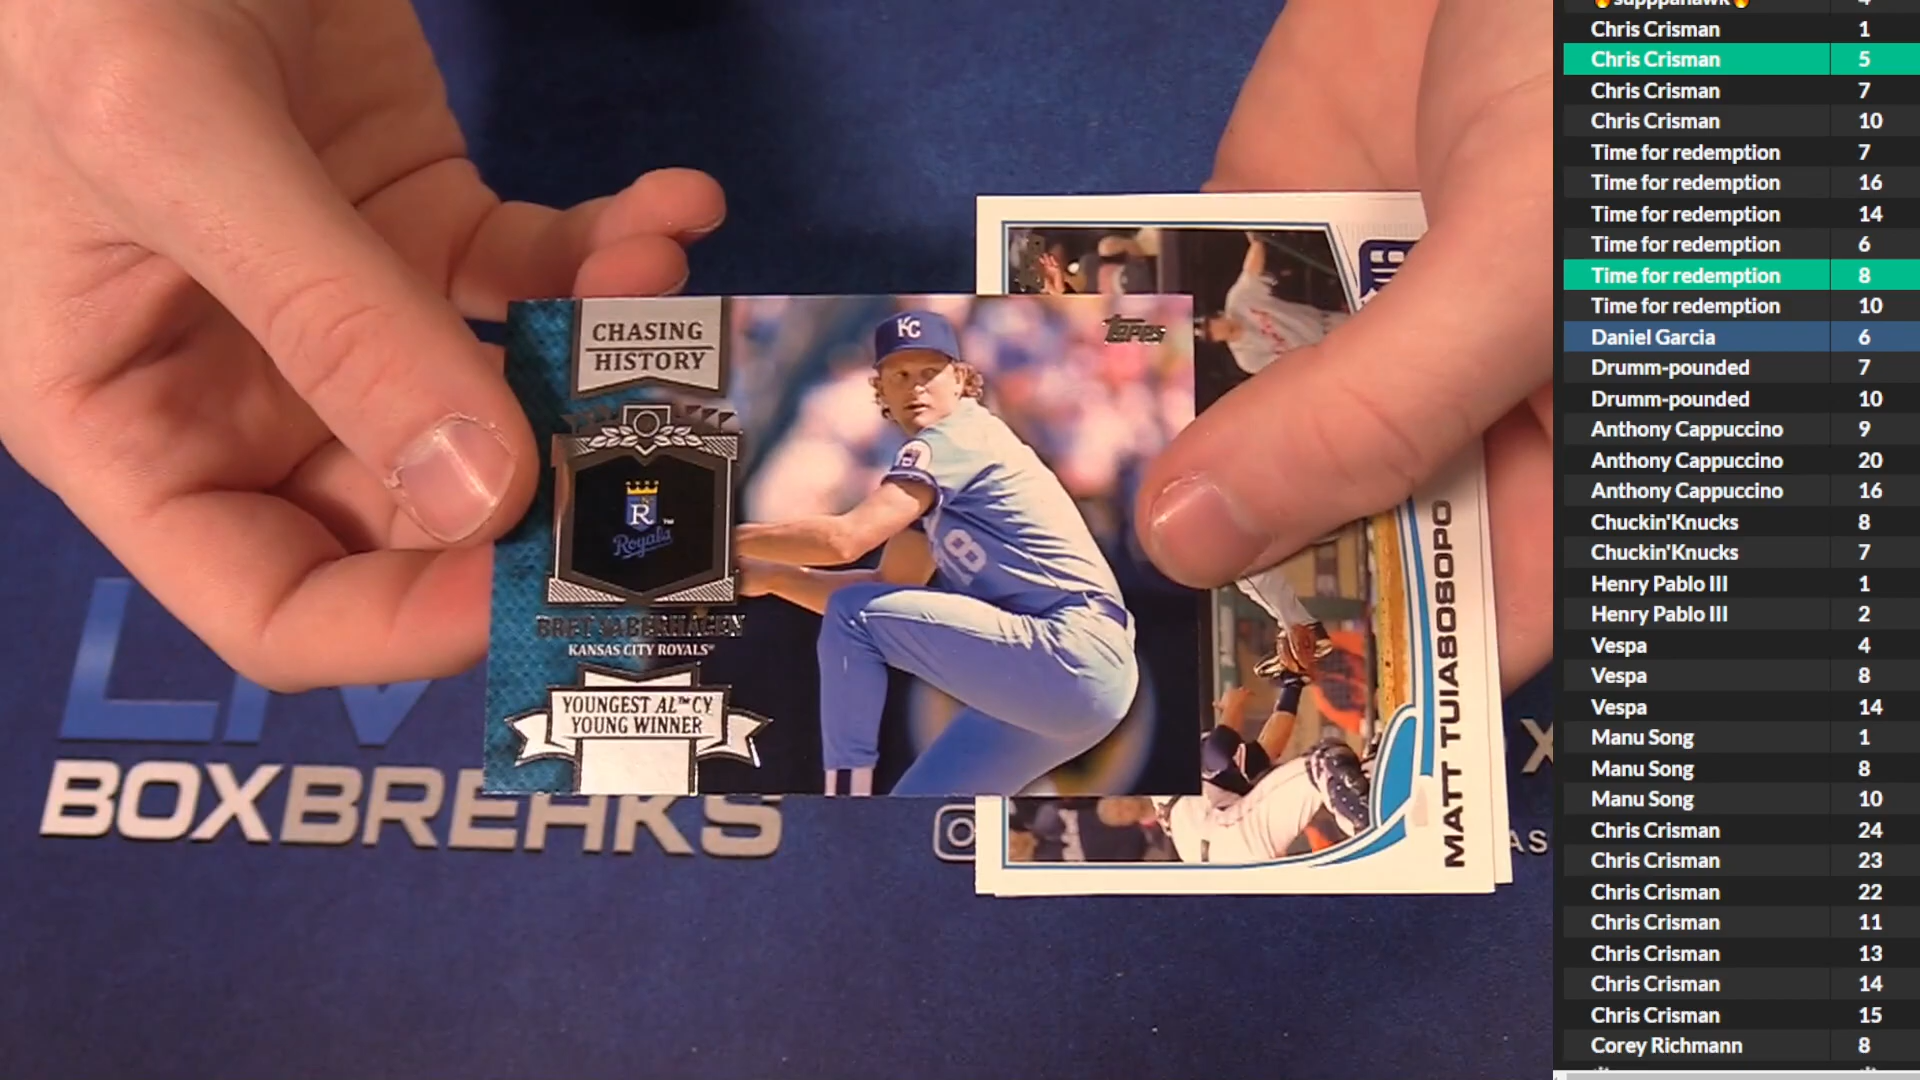 CHASING
HISTORY
Topps
KC
R
Royals™
18
BRET SABERHAGEN
KANSAS CITY ROYALS®
YOUNGEST AL™ CY
YOUNG WINNER
MATT TUIASOSOPO
BOXBREAKS
🔥supppahawk🔥 4
Chris Crisman 1
Chris Crisman 5
Chris Crisman 7
Chris Crisman 10
Time for redemption 7
Time for redemption 16
Time for redemption 14
Time for redemption 6
Time for redemption 8
Time for redemption 10
Daniel Garcia 6
Drumm-pounded 7
Drumm-pounded 10
Anthony Cappuccino 9
Anthony Cappuccino 20
Anthony Cappuccino 16
Chuckin'Knucks 8
Chuckin'Knucks 7
Henry Pablo III 1
Henry Pablo III 2
Vespa 4
Vespa 8
Vespa 14
Manu Song 1
Manu Song 8
Manu Song 10
Chris Crisman 24
Chris Crisman 23
Chris Crisman 22
Chris Crisman 11
Chris Crisman 13
Chris Crisman 14
Chris Crisman 15
Corey Richmann 8